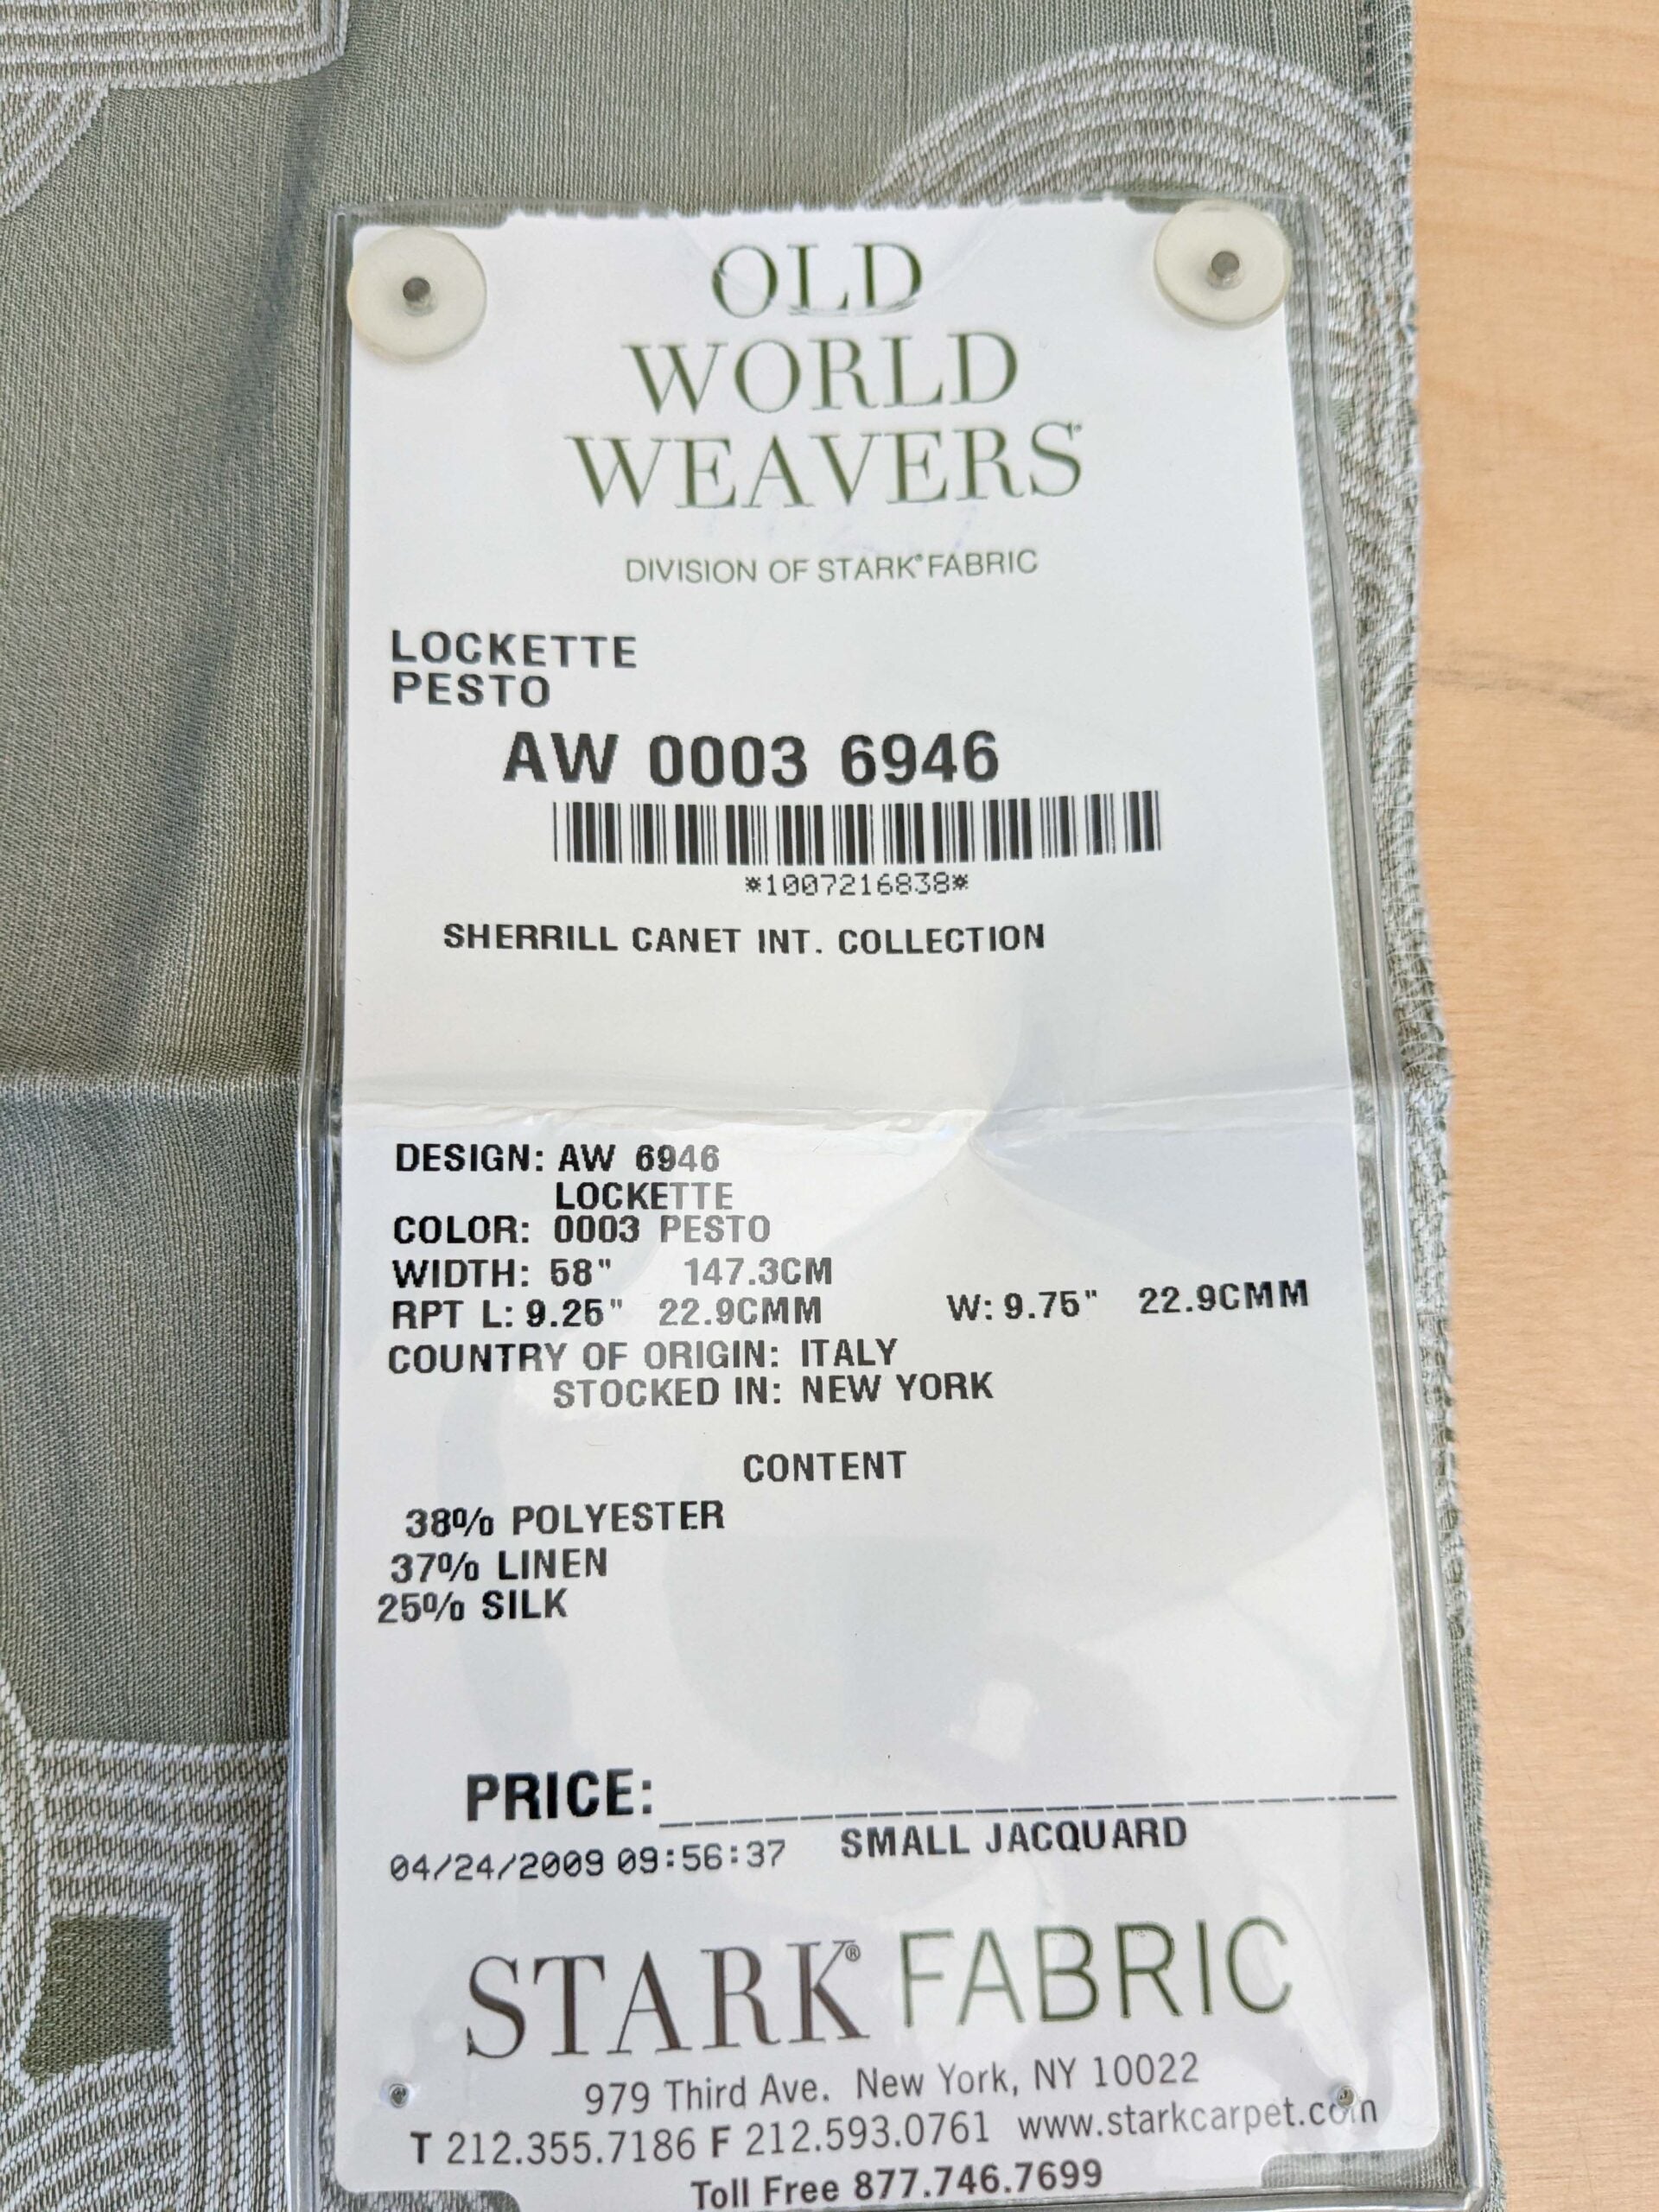 OLD
WORLD
WEAVERS®
DIVISION OF STARK® FABRIC
LOCKETTE
PESTO
AW 0003 6946
*1007216838*
SHERRILL CANET INT. COLLECTION
DESIGN: AW 6946
LOCKETTE
COLOR: 0003 PESTO
WIDTH: 58" 147.3CM
RPT L: 9.25" 22.9CMM W: 9.75" 22.9CMM
COUNTRY OF ORIGIN: ITALY
STOCKED IN: NEW YORK
CONTENT
38% POLYESTER
37% LINEN
25% SILK
PRICE:
04/24/2009 09:56:37 SMALL JACQUARD
STARK® FABRIC
979 Third Ave. New York, NY 10022
T 212.355.7186 F 212.593.0761 www.starkcarpet.com
Toll Free 877.746.7699